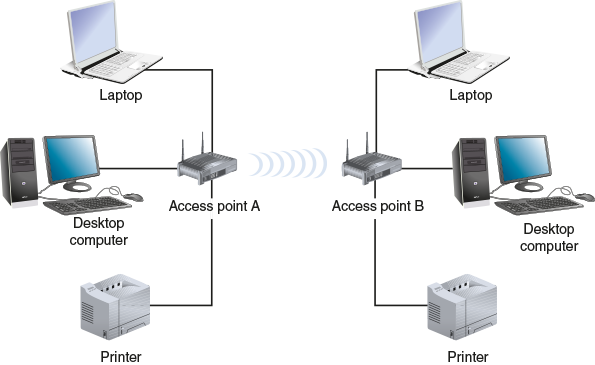 Laptop
Laptop
Access point A
Access point B
Desktop
computer
Desktop
computer
Printer
Printer